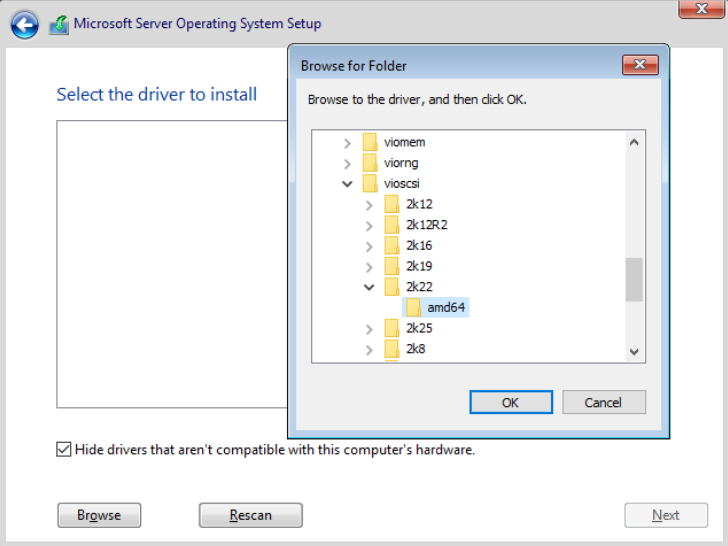 Microsoft Server Operating System Setup
Browse for Folder
Select the driver to install
Browse to the driver, and then click OK.
viomem
viorng
vioscsi
2k12
2k12R2
2k16
2k19
2k22
amd64
2k25
2k8
OK
Cancel
Hide drivers that aren't compatible with this computer's hardware.
Browse
Rescan
Next